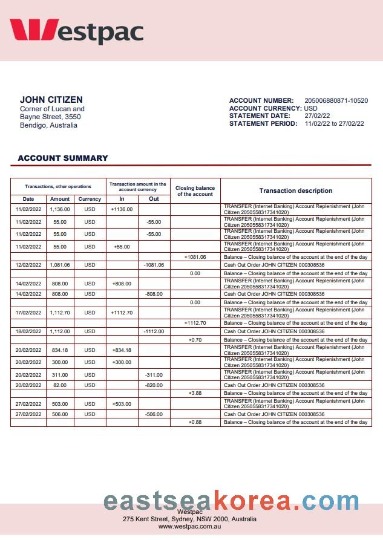 Westpac
JOHN CITIZEN
Corner of Lucan and
Bayne Street, 3550
Bendigo, Australia
ACCOUNT NUMBER: 205006880871-10520
ACCOUNT CURRENCY: USD
STATEMENT DATE: 27/02/22
STATEMENT PERIOD: 11/02/22 to 27/02/22
ACCOUNT SUMMARY
Transactions, other operations
Transaction amount in the account currency
Closing balance of the account
Transaction description
Date Amount Currency In Out
11/02/2022 1,136.00 USD +1136.00 TRANSFER (Internet Banking) Account Replenishment (John Citizen 2050558317341020)
11/02/2022 55.00 USD -55.00 TRANSFER (Internet Banking) Account Replenishment (John Citizen 2050558317341020)
11/02/2022 55.00 USD -55.00 TRANSFER (Internet Banking) Account Replenishment (John Citizen 2050558317341020)
11/02/2022 55.00 USD +55.00 TRANSFER (Internet Banking) Account Replenishment (John Citizen 2050558317341020)
+1081.06 Balance – Closing balance of the account at the end of the day
12/02/2022 1,081.06 USD -1081.06 Cash Out Order JOHN CITIZEN 000308536
0.00 Balance – Closing balance of the account at the end of the day
14/02/2022 808.00 USD +808.00 TRANSFER (Internet Banking) Account Replenishment (John Citizen 2050558317341020)
14/02/2022 808.00 USD -808.00 Cash Out Order JOHN CITIZEN 000308536
0.00 Balance – Closing balance of the account at the end of the day
17/02/2022 1,112.70 USD +1112.70 TRANSFER (Internet Banking) Account Replenishment (John Citizen 2050558317341020)
+1112.70 Balance – Closing balance of the account at the end of the day
19/02/2022 1,112.00 USD -1112.00 Cash Out Order JOHN CITIZEN 000308536
+0.70 Balance – Closing balance of the account at the end of the day
20/02/2022 834.18 USD +834.18 TRANSFER (Internet Banking) Account Replenishment (John Citizen 2050558317341020)
20/02/2022 300.00 USD +300.00 TRANSFER (Internet Banking) Account Replenishment (John Citizen 2050558317341020)
20/02/2022 311.00 USD -311.00 TRANSFER (Internet Banking) Account Replenishment (John Citizen 2050558317341020)
20/02/2022 82.00 USD -820.00 Cash Out Order JOHN CITIZEN 000308536
+3.88 Balance – Closing balance of the account at the end of the day
27/02/2022 503.00 USD +503.00 TRANSFER (Internet Banking) Account Replenishment (John Citizen 2050558317341020)
27/02/2022 506.00 USD -506.00 Cash Out Order JOHN CITIZEN 000308536
+0.88 Balance – Closing balance of the account at the end of the day
eastseakorea.com
Westpac
275 Kent Street, Sydney, NSW 2000, Australia
www.westpac.com.au